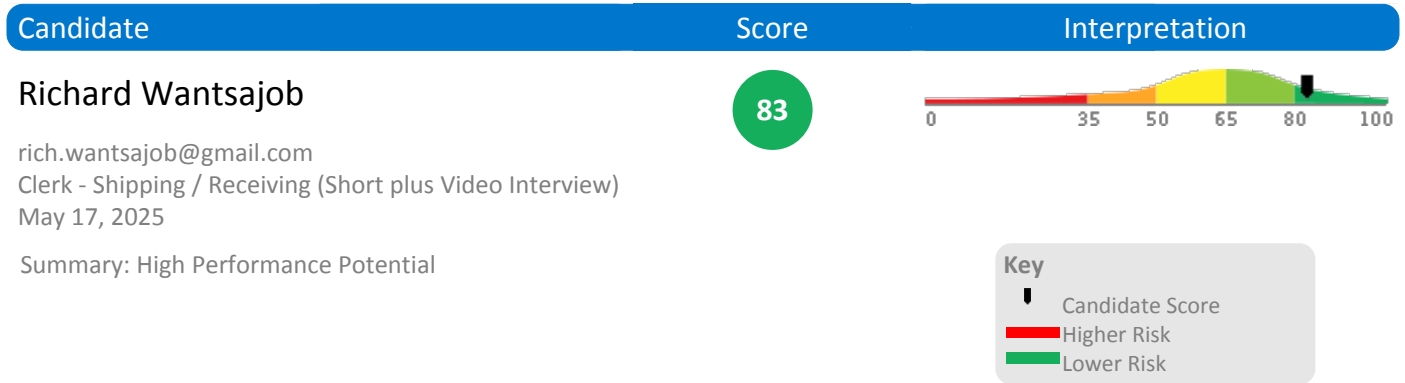 Candidate Score Interpretation
Richard Wantsajob
83
0 35 50 65 80 100
rich.wantsajob@gmail.com
Clerk - Shipping / Receiving (Short plus Video Interview)
May 17, 2025
Summary: High Performance Potential
Key
Candidate Score
Higher Risk
Lower Risk